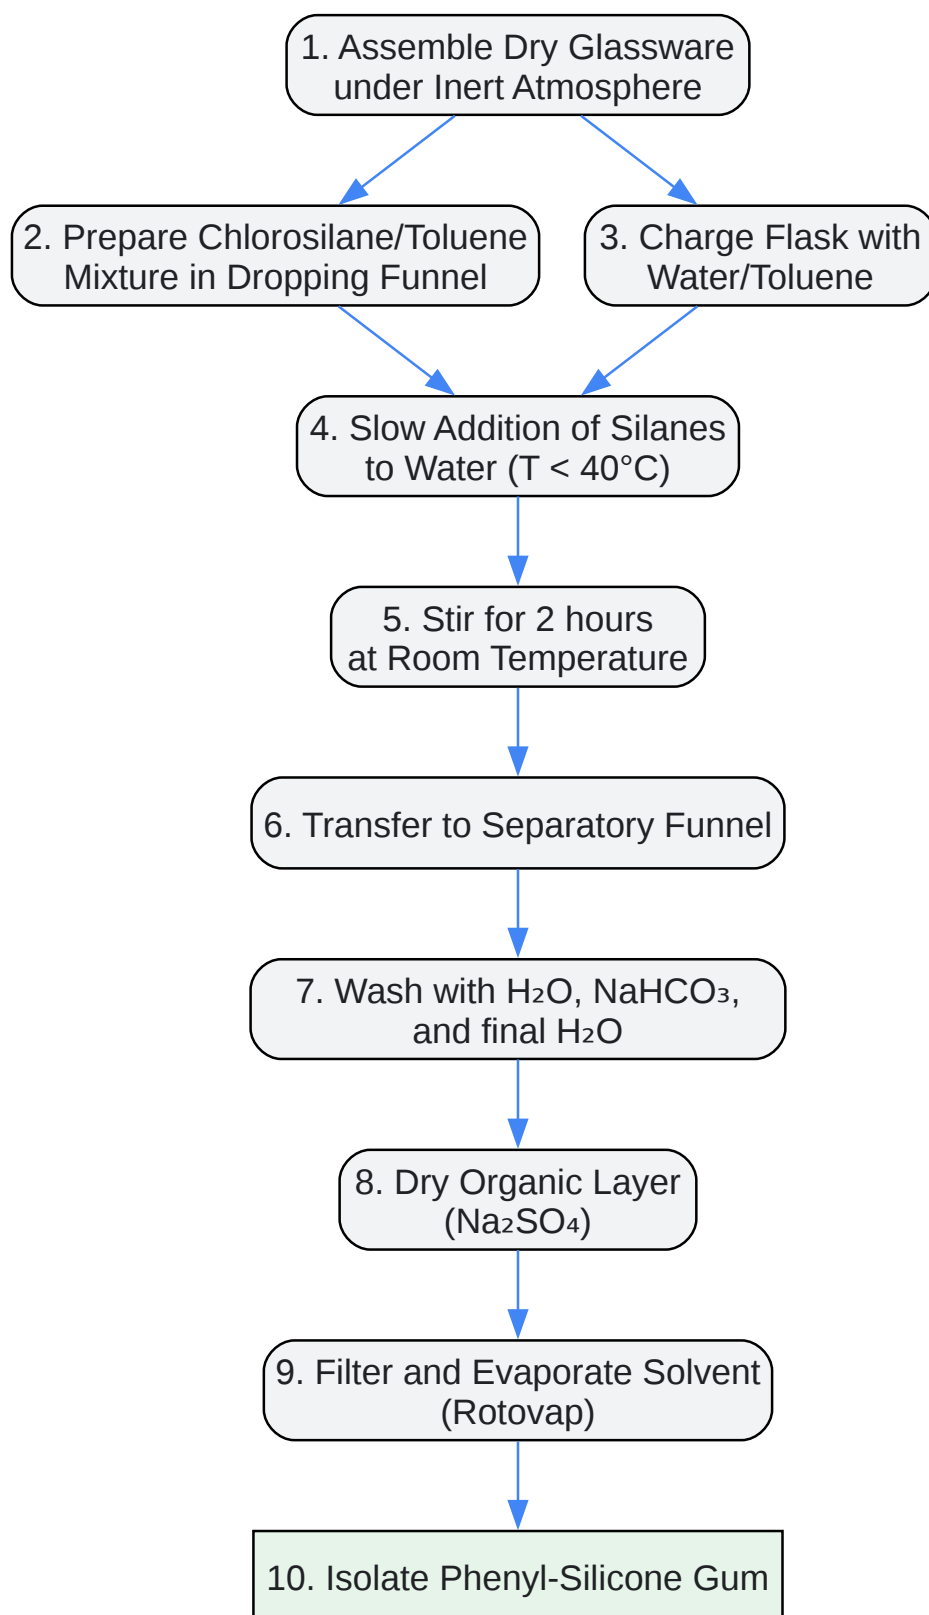 1. Assemble Dry Glassware
under Inert Atmosphere
2. Prepare Chlorosilane/Toluene
Mixture in Dropping Funnel
3. Charge Flask with
Water/Toluene
4. Slow Addition of Silanes
to Water (T < 40°C)
5. Stir for 2 hours
at Room Temperature
6. Transfer to Separatory Funnel
7. Wash with H₂O, NaHCO₃,
and final H₂O
8. Dry Organic Layer
(Na₂SO₄)
9. Filter and Evaporate Solvent
(Rotovap)
10. Isolate Phenyl-Silicone Gum